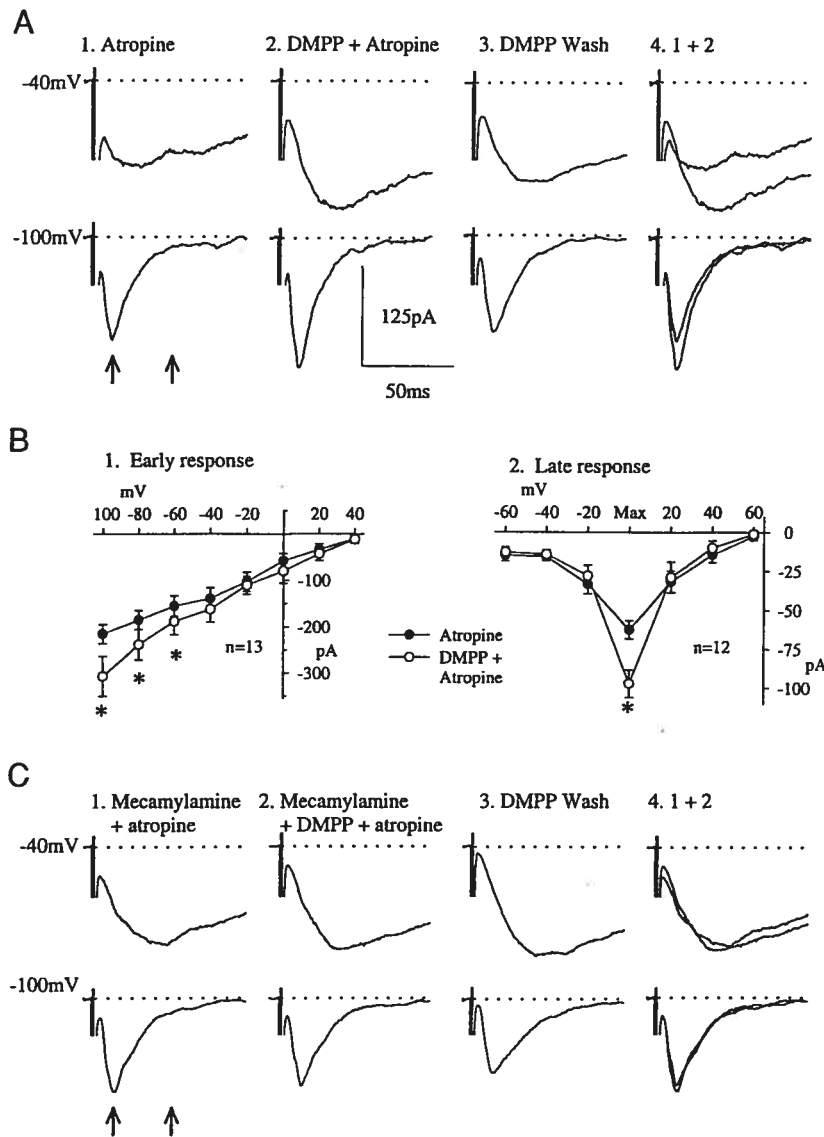 A
1. Atropine
2. DMPP + Atropine
3. DMPP Wash
4. 1 + 2
-40mV
-100mV
125pA
50ms
B
1. Early response
mV
100 -80 -60 -40 -20 0 20 40
-100
-200
pA
-300
n=13
*
*
*
Atropine
DMPP +
Atropine
2. Late response
mV
-60 -40 -20 Max 20 40 60
0
-25
-50
-75
pA
-100
n=12
*
C
1. Mecamylamine
+ atropine
2. Mecamylamine
+ DMPP + atropine
3. DMPP Wash
4. 1 + 2
-40mV
-100mV